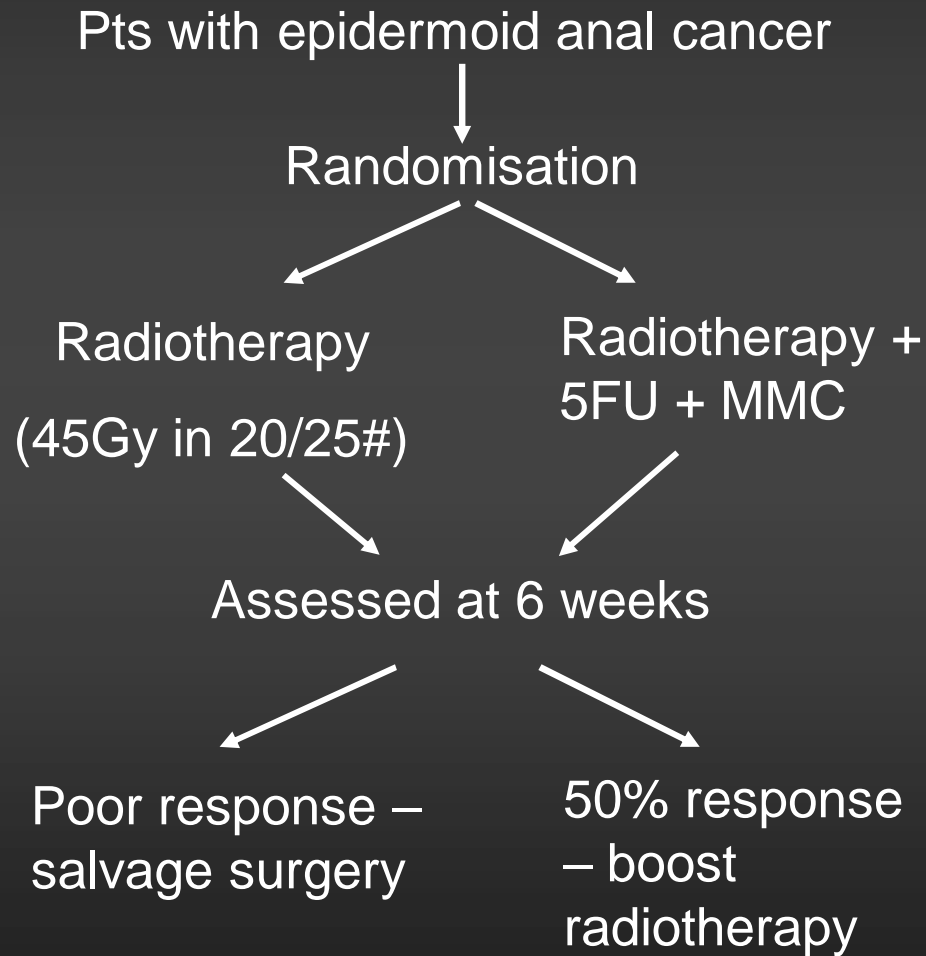 Pts with epidermoid anal cancer
Randomisation
Radiotherapy
(45Gy in 20/25#)
Radiotherapy +
5FU + MMC
Assessed at 6 weeks
Poor response –
salvage surgery
50% response
– boost
radiotherapy